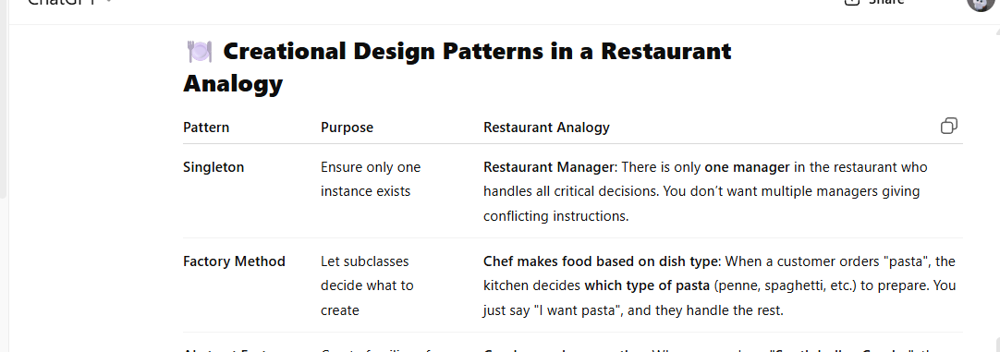 Share
🍽️ Creational Design Patterns in a Restaurant
Analogy
Pattern Purpose Restaurant Analogy
Singleton Ensure only one Restaurant Manager: There is only one manager in the restaurant who
instance exists handles all critical decisions. You don’t want multiple managers giving
conflicting instructions.
Factory Method Let subclasses Chef makes food based on dish type: When a customer orders "pasta", the
decide what to kitchen decides which type of pasta (penne, spaghetti, etc.) to prepare. You
create just say "I want pasta", and they handle the rest.